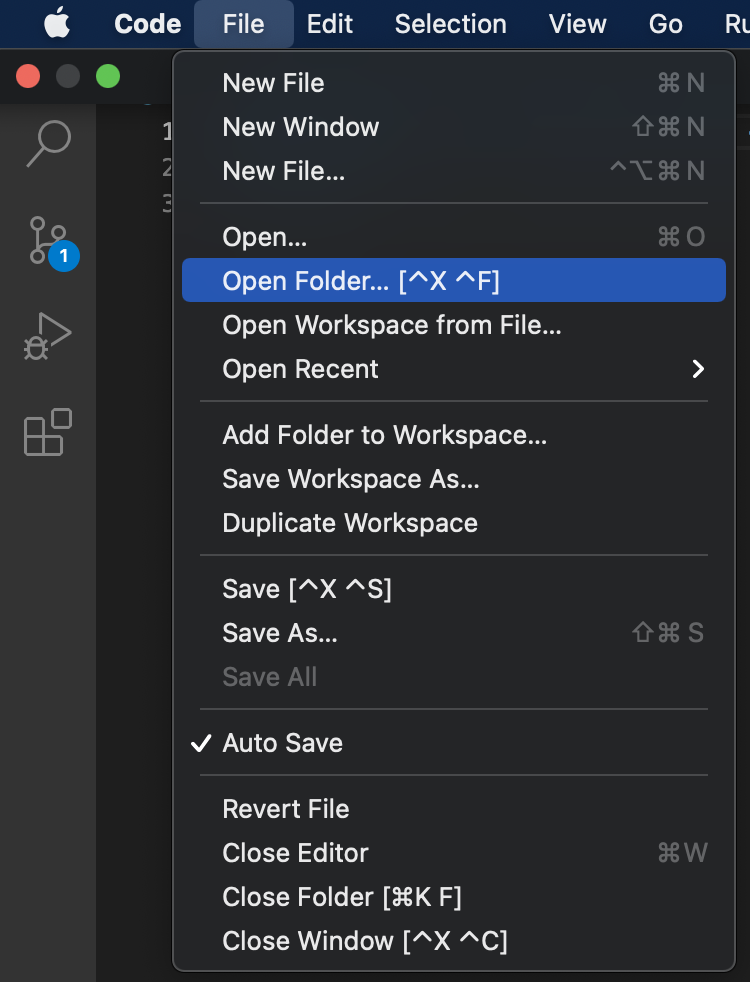 Code File Edit Selection View Go Ru
New File ⌘ N
New Window ⇧ ⌘ N
New File... ^ ⌥ ⌘ N
Open... ⌘ O
Open Folder... [^X ^F]
Open Workspace from File...
Open Recent
Add Folder to Workspace...
Save Workspace As...
Duplicate Workspace
Save [^X ^S]
Save As... ⇧ ⌘ S
Save All
Auto Save
Revert File
Close Editor ⌘ W
Close Folder [⌘K F]
Close Window [^X ^C]
1
2
3
1